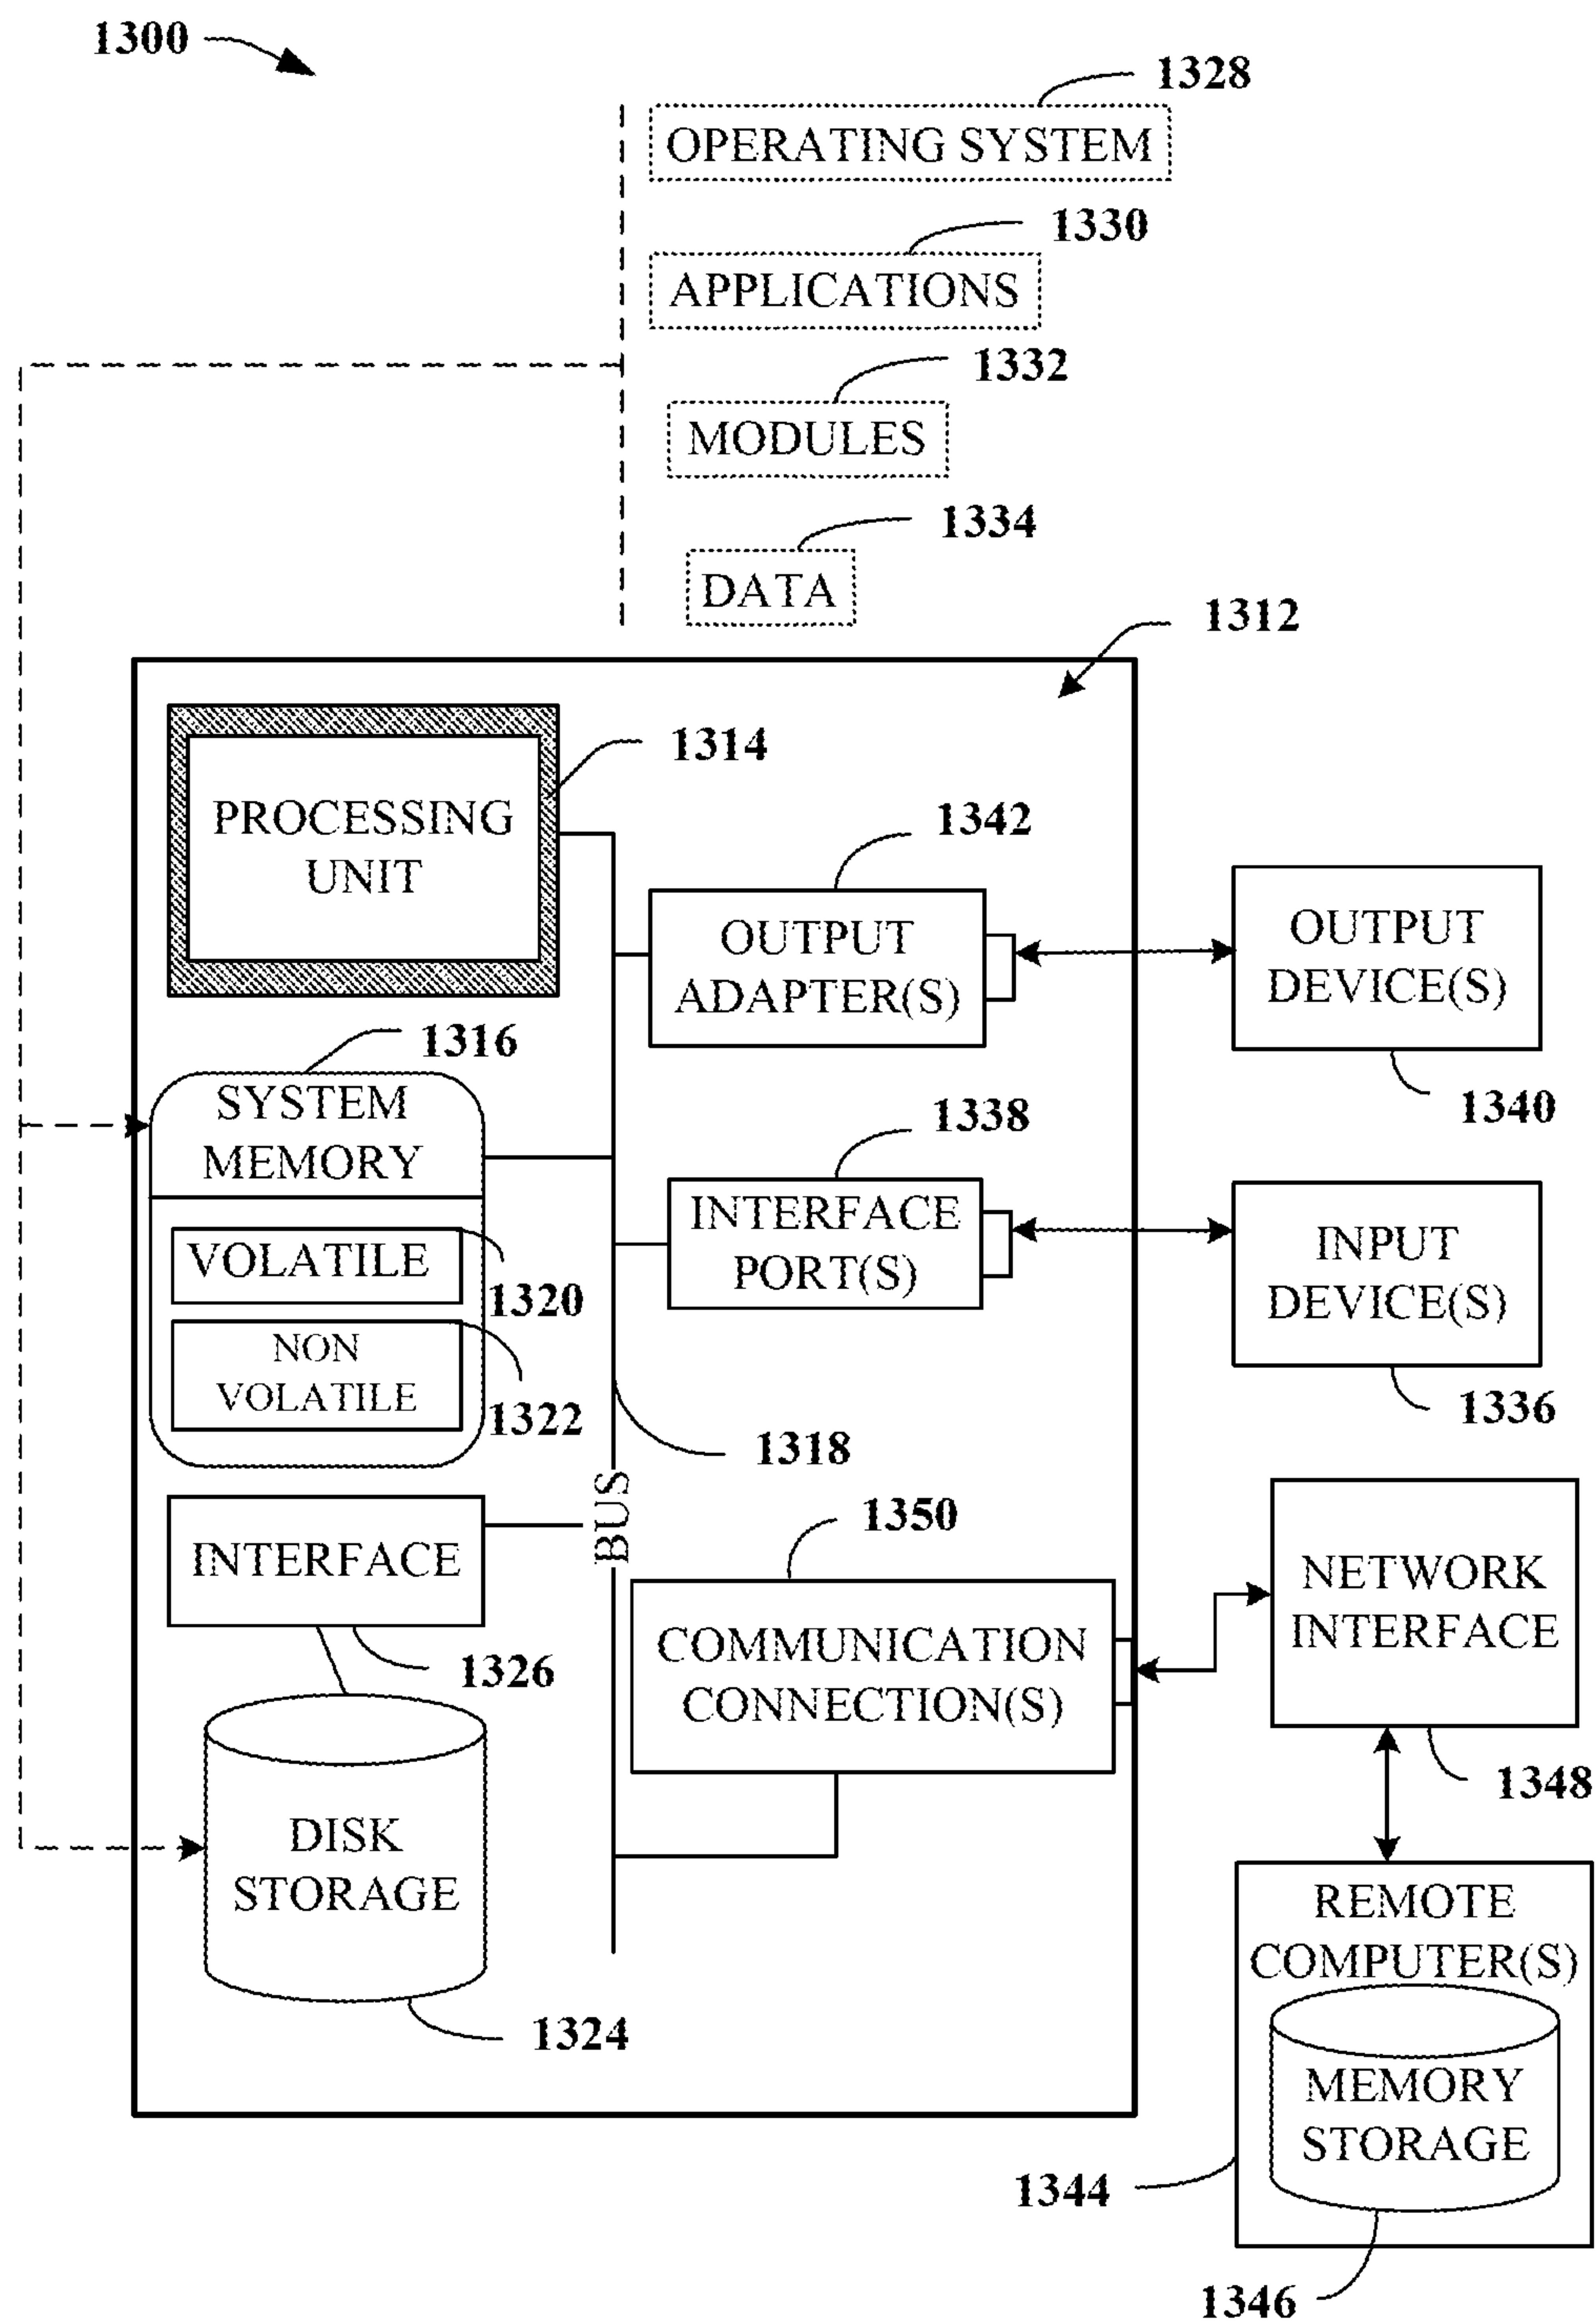 1300
1328
OPERATING SYSTEM
1330
APPLICATIONS
1332
MODULES
1334
DATA
1312
1314
PROCESSING
UNIT
1342
OUTPUT
ADAPTER(S)
OUTPUT
DEVICE(S)
1340
1316
SYSTEM
MEMORY
1338
INTERFACE
PORT(S)
INPUT
DEVICE(S)
1336
VOLATILE
1320
NON
VOLATILE
1322
1318
BUS
INTERFACE
1326
1350
COMMUNICATION
CONNECTION(S)
NETWORK
INTERFACE
1348
DISK
STORAGE
1324
REMOTE
COMPUTER(S)
MEMORY
STORAGE
1344
1346